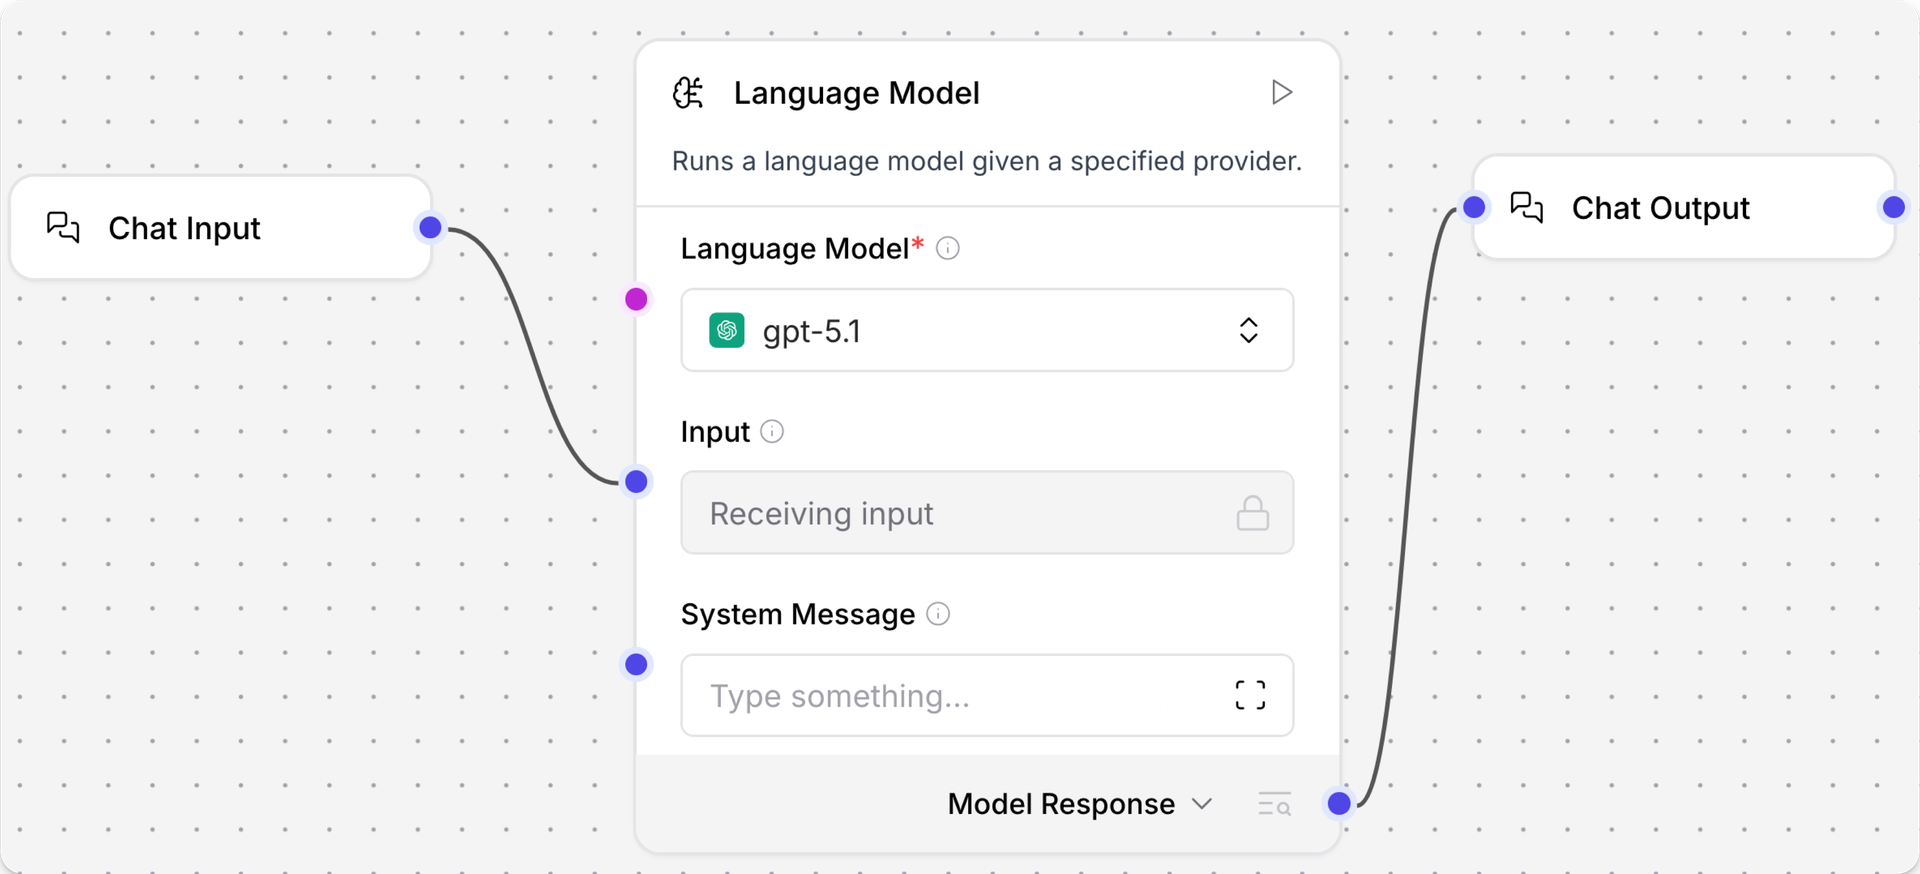 Chat Input
Language Model
Runs a language model given a specified provider.
Language Model*
gpt-5.1
Input
Receiving input
System Message
Type something...
Model Response
Chat Output